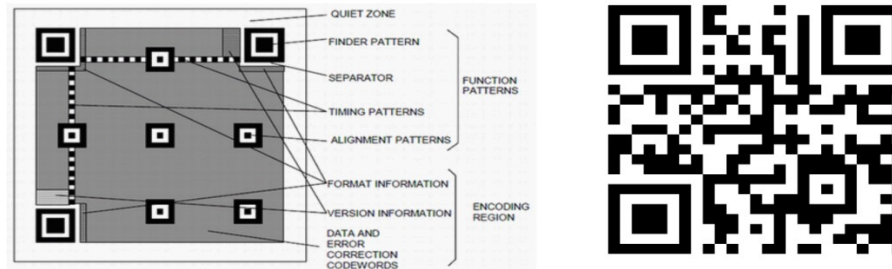 QUIET ZONE
FINDER PATTERN
SEPARATOR
FUNCTION
PATTERNS
TIMING PATTERNS
ALIGNMENT PATTERNS
FORMAT INFORMATION
ENCODING
REGION
VERSION INFORMATION
DATA AND
ERROR
CORRECTION
CODEWORDS